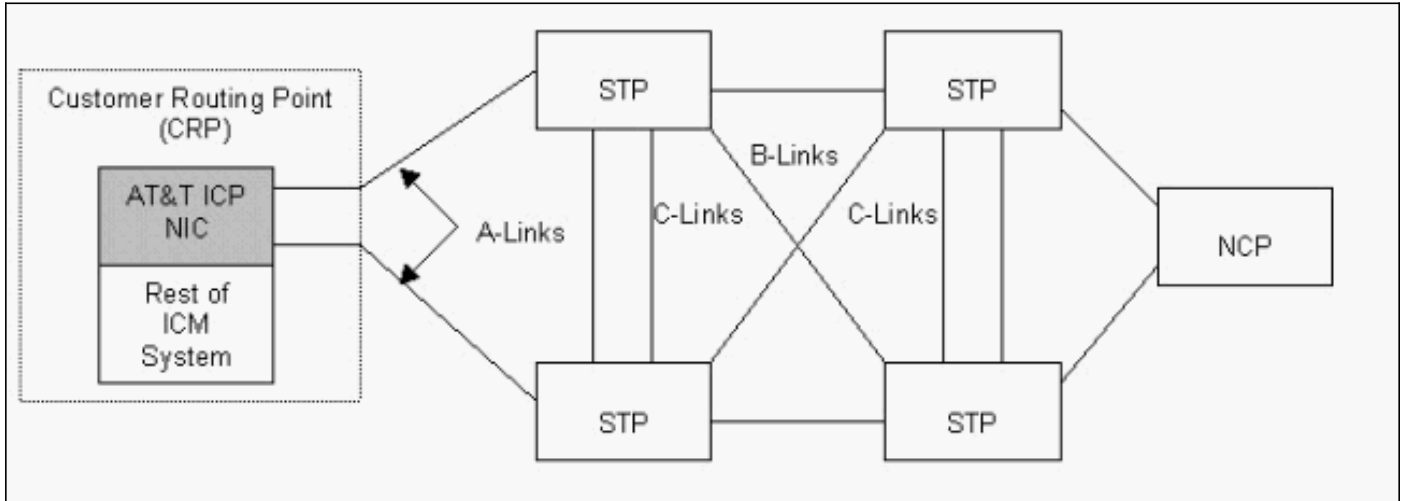 Customer Routing Point
(CRP)
AT&T ICP
NIC
Rest of
ICM
System
A-Links
STP
STP
B-Links
C-Links
C-Links
STP
STP
NCP